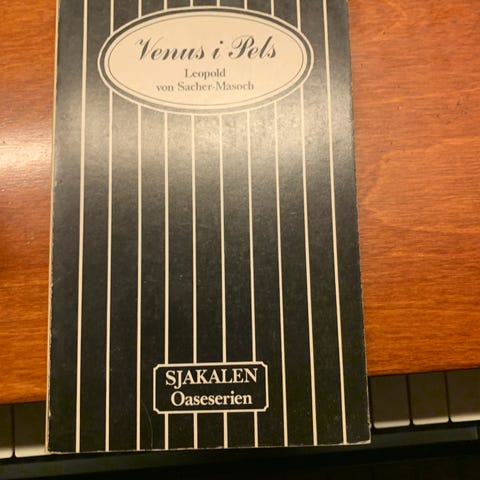 Venus i Pels
Leopold
von Sacher-Masoch
SJAKALEN
Oaseserien